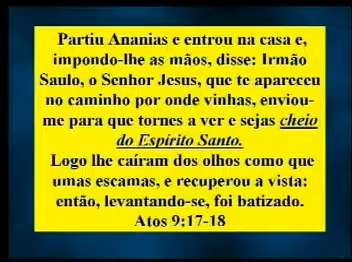 Partiu Ananias e entrou na casa e,
impondo-lhe as mãos, disse: Irmão
Saulo, o Senhor Jesus, que te apareceu
no caminho por onde vinhas, enviou-
me para que tornes a ver e sejas cheio
do Espírito Santo.
Logo lhe caíram dos olhos como que
umas escamas, e recuperou a vista:
então, levantando-se, foi batizado.
Atos 9:17-18